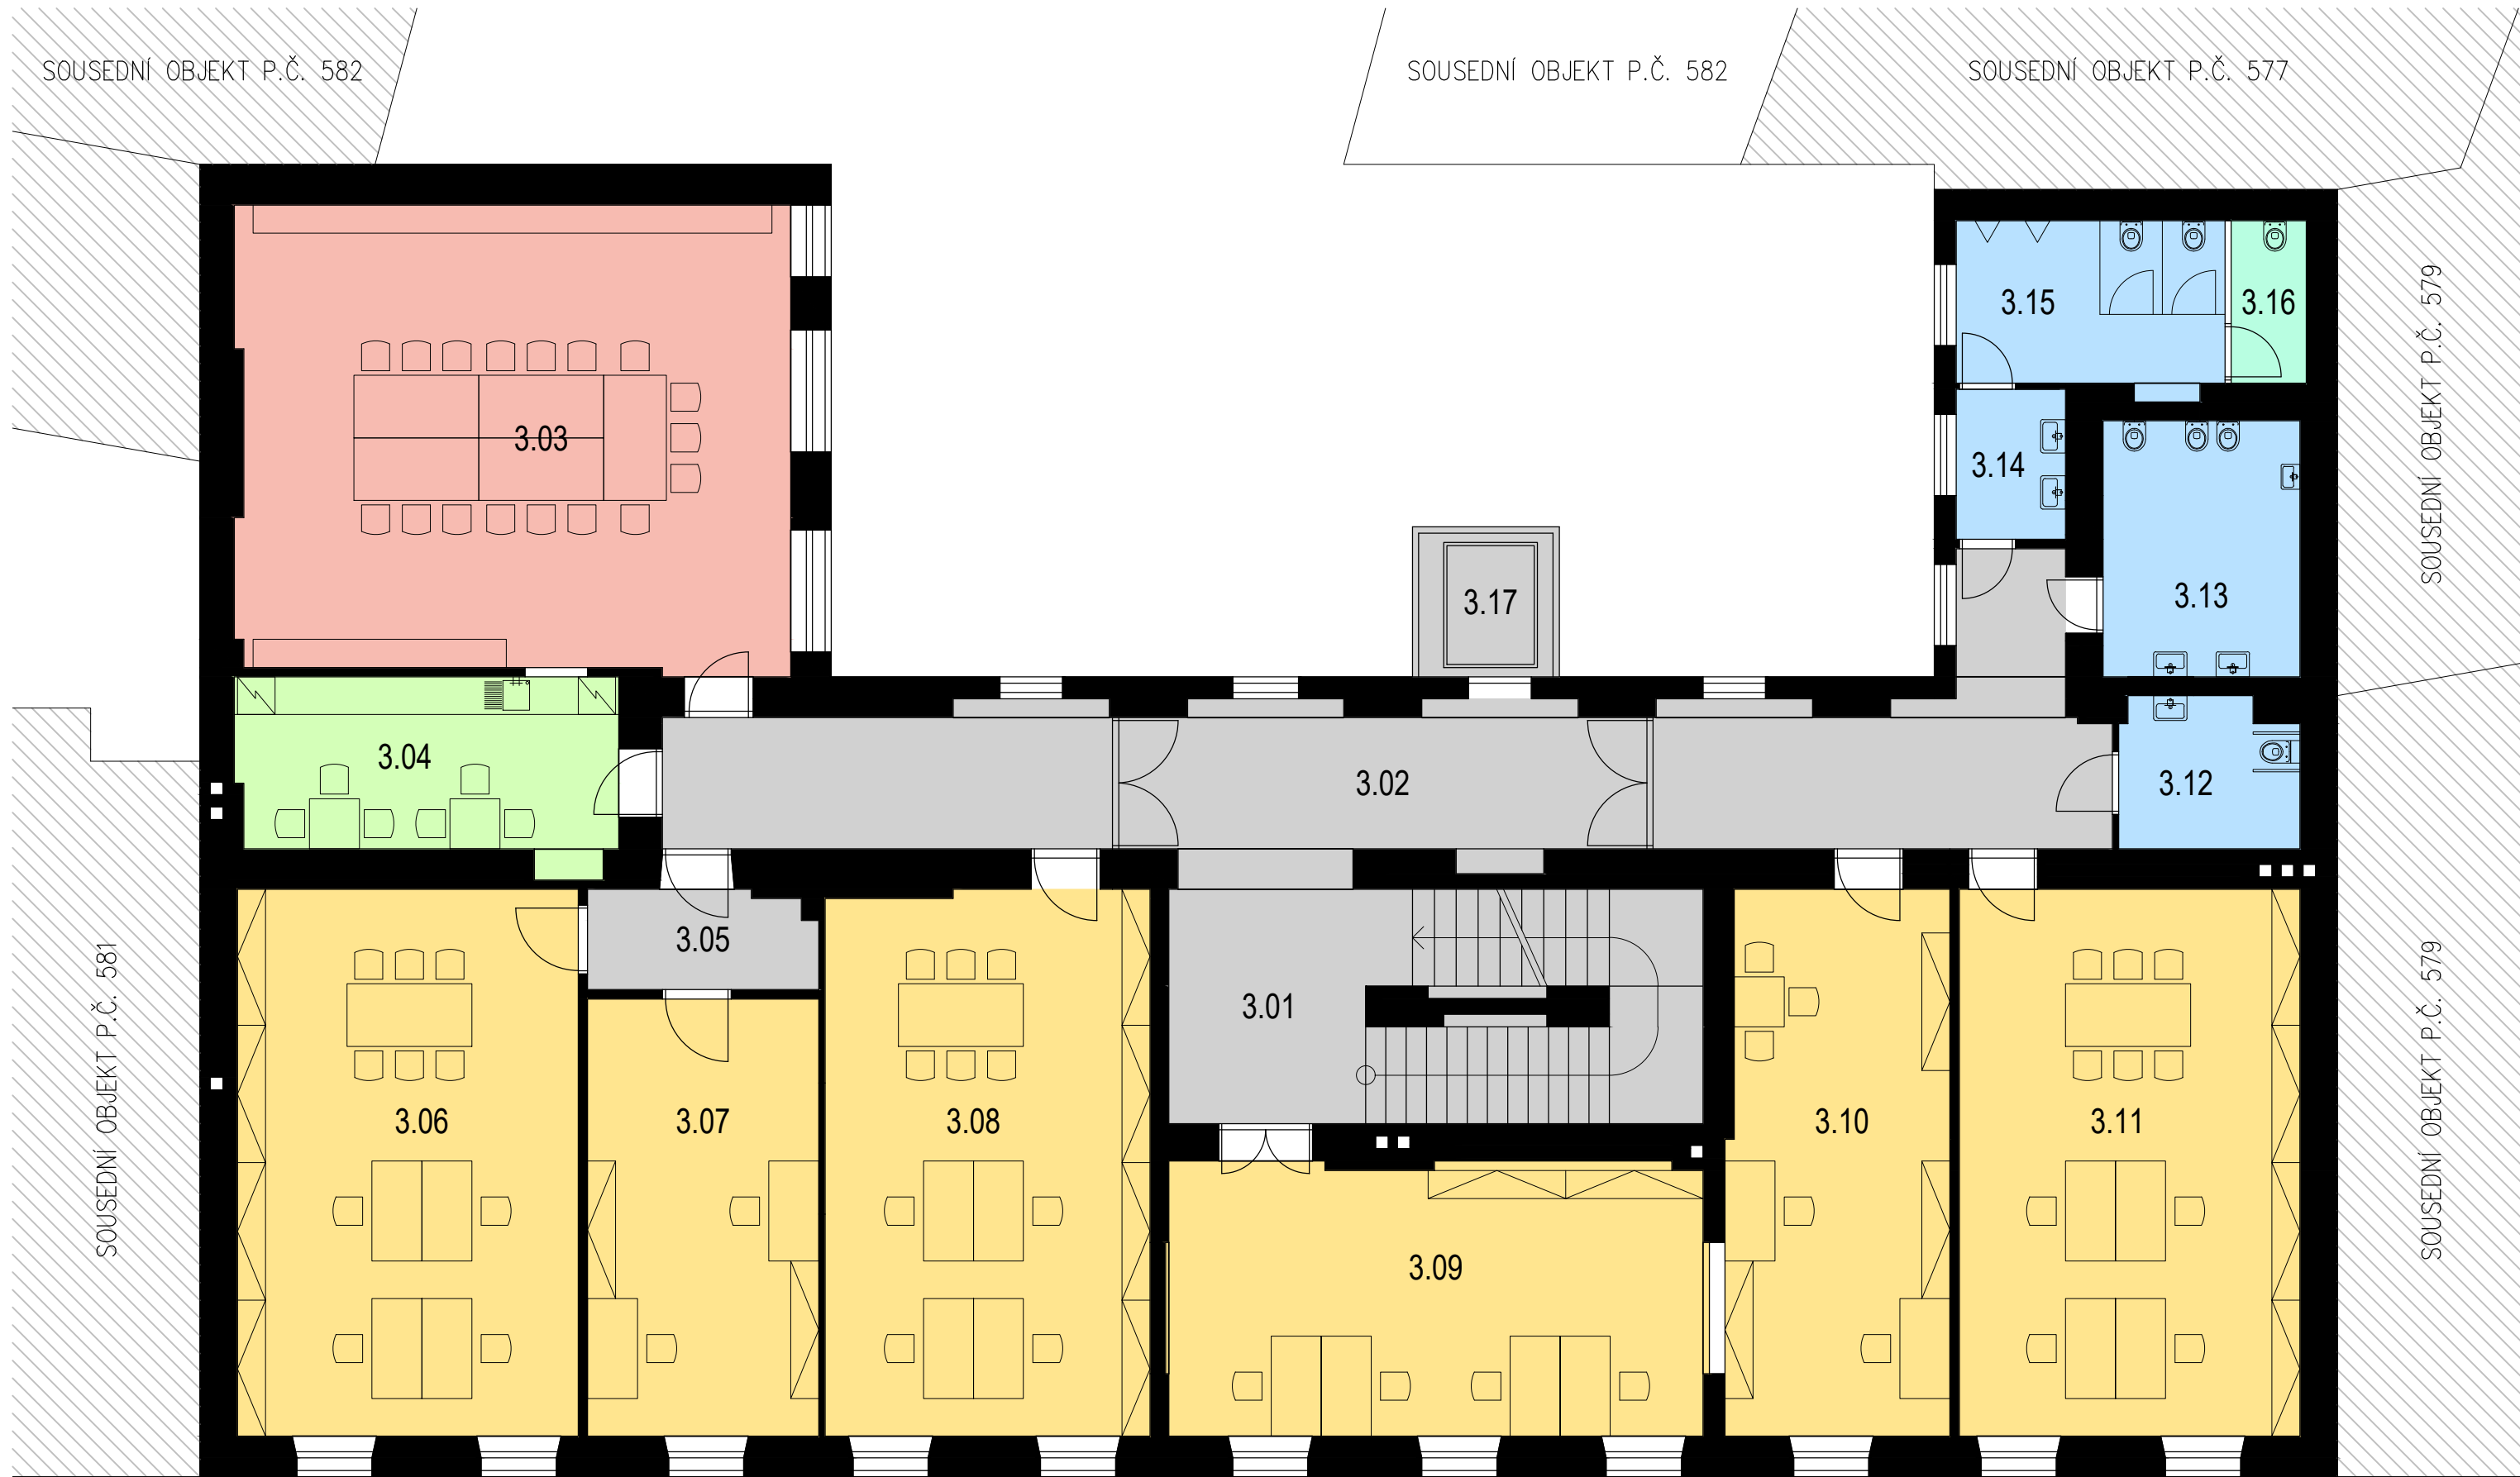 SOUSEDNÍ OBJEKT P.Č. 582
SOUSEDNÍ OBJEKT P.Č. 582
SOUSEDNÍ OBJEKT P.Č. 577
3.15
3.16
SOUSEDNÍ OBJEKT P.Č. 579
3.03
3.14
3.13
3.17
3.04
3.02
3.12
3.05
3.01
SOUSEDNÍ OBJEKT P.Č. 581
3.06
3.07
3.08
3.10
3.11
SOUSEDNÍ OBJEKT P.Č. 579
3.09